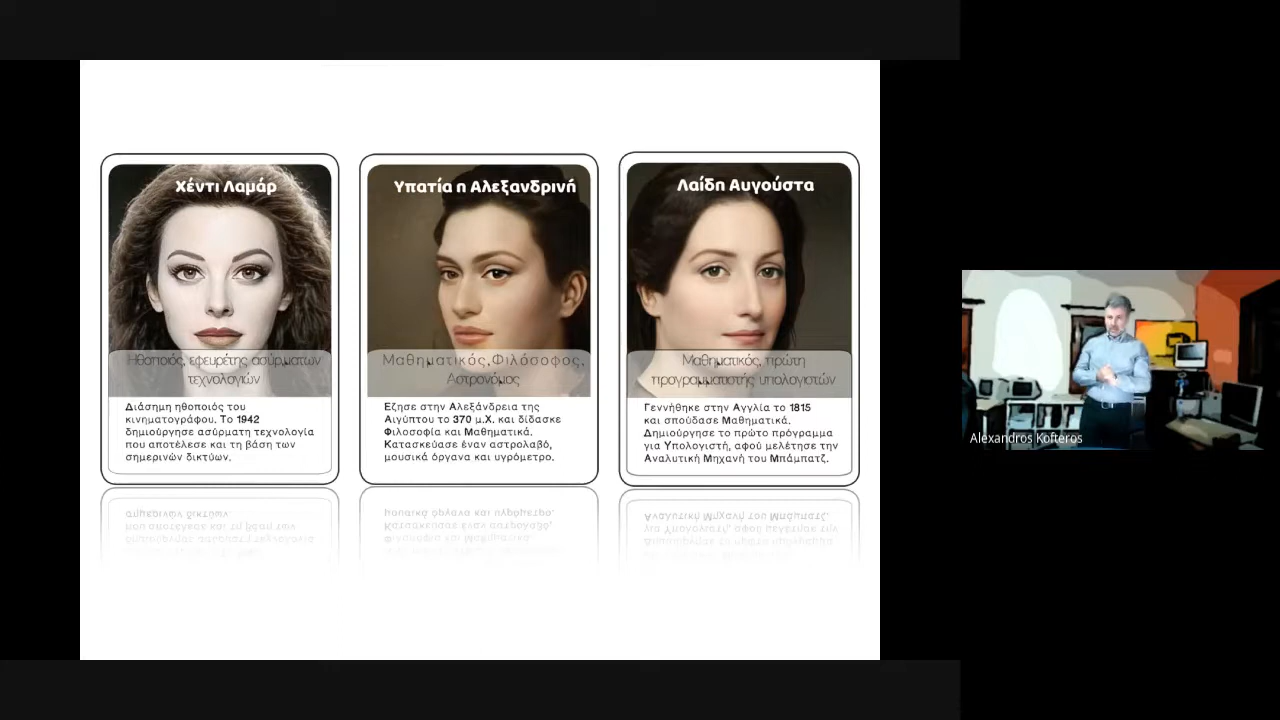 Χέντι Λαμάρ
Ηθοποιός, εφευρέτης ασύρματων
τεχνολογιών
Διάσημη ηθοποιός του
κινηματογράφου. Το 1942
δημιούργησε ασύρματη τεχνολογία
που αποτέλεσε και τη βάση των
σημερινών δικτύων.
Υπατία η Αλεξανδρινή
Μαθηματικός, Φιλόσοφος,
Αστρονόμος
Εζησε στην Αλεξάνδρεια της
Αιγύπτου το 370 μ.Χ. και δίδασκε
Φιλοσοφία και Μαθηματικά.
Κατασκεύασε έναν αστρολαβό,
μουσικά όργανα και υγρόμετρο.
Λαίδη Αυγούστα
Μαθηματικός, πρώτη
προγραμματιστής υπολογιστών
Γεννήθηκε στην Αγγλία το 1815
και σπούδασε Μαθηματικά.
Δημιούργησε το πρώτο πρόγραμμα
για Υπολογιστή, αφού μελέτησε την
Αναλυτική Μηχανή του Μπάμπατζ.
Alexandros Kofteros